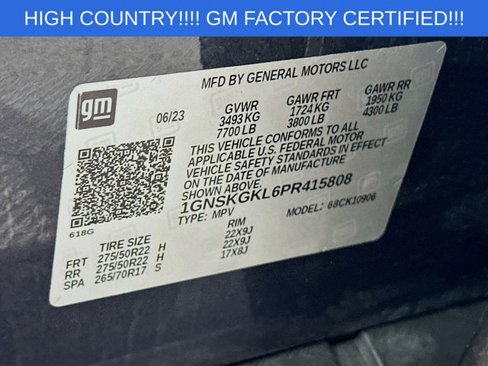 HIGH COUNTRY!!!! GM FACTORY CERTIFIED!!!
gm
MFD BY GENERAL MOTORS LLC
06/23 GVWR GAWR FRT GAWR RR
3493 KG 1724 KG 1950 KG
7700 LB 3800 LB 4300 LB
THIS VEHICLE CONFORMS TO ALL
APPLICABLE U.S. FEDERAL MOTOR
VEHICLE SAFETY STANDARDS IN EFFECT
ON THE DATE OF MANUFACTURE
SHOWN ABOVE.
1GNSKGKL6PR415808
TYPE: MPV MODEL: 68CK10906
618G
TIRE SIZE RIM
FRT 275/50R22 H 22X9J
RR 275/50R22 H 22X9J
SPA 265/70R17 S 17X8J